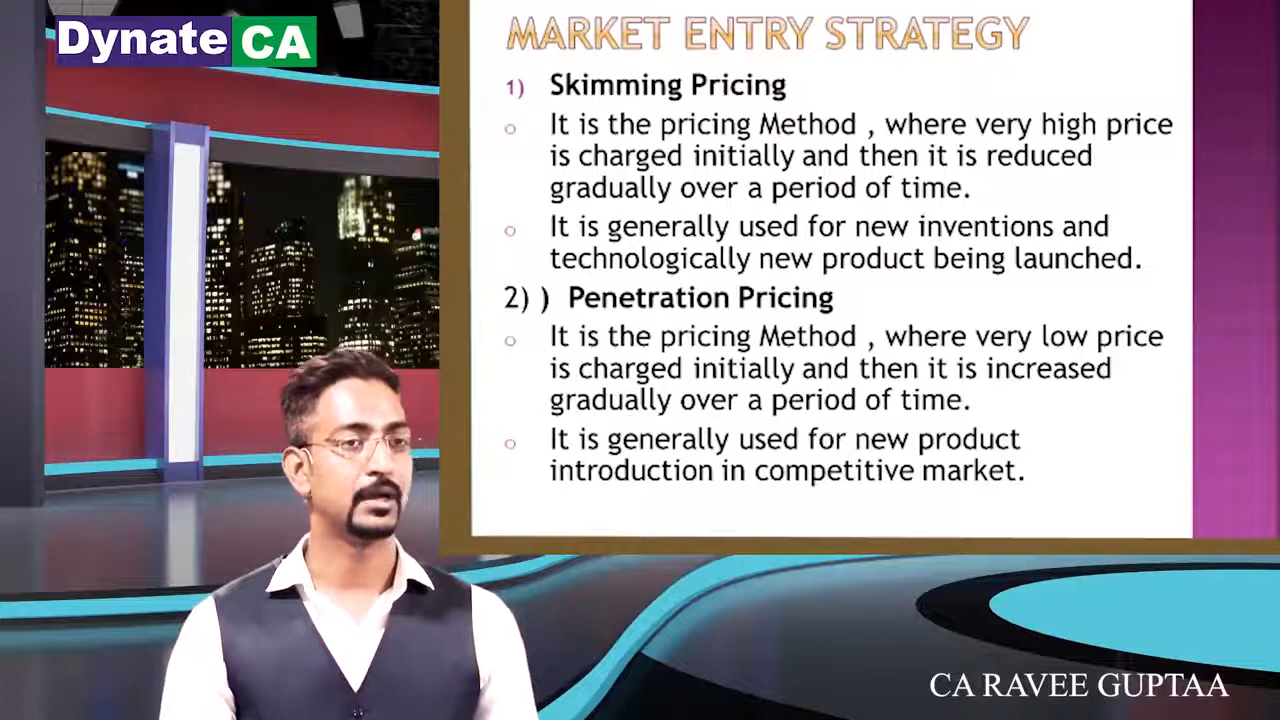 Dynate CA
MARKET ENTRY STRATEGY
1) Skimming Pricing
o It is the pricing Method , where very high price
is charged initially and then it is reduced
gradually over a period of time.
o It is generally used for new inventions and
technologically new product being launched.
2) ) Penetration Pricing
o It is the pricing Method , where very low price
is charged initially and then it is increased
gradually over a period of time.
o It is generally used for new product
introduction in competitive market.
CA RAVEE GUPTAA